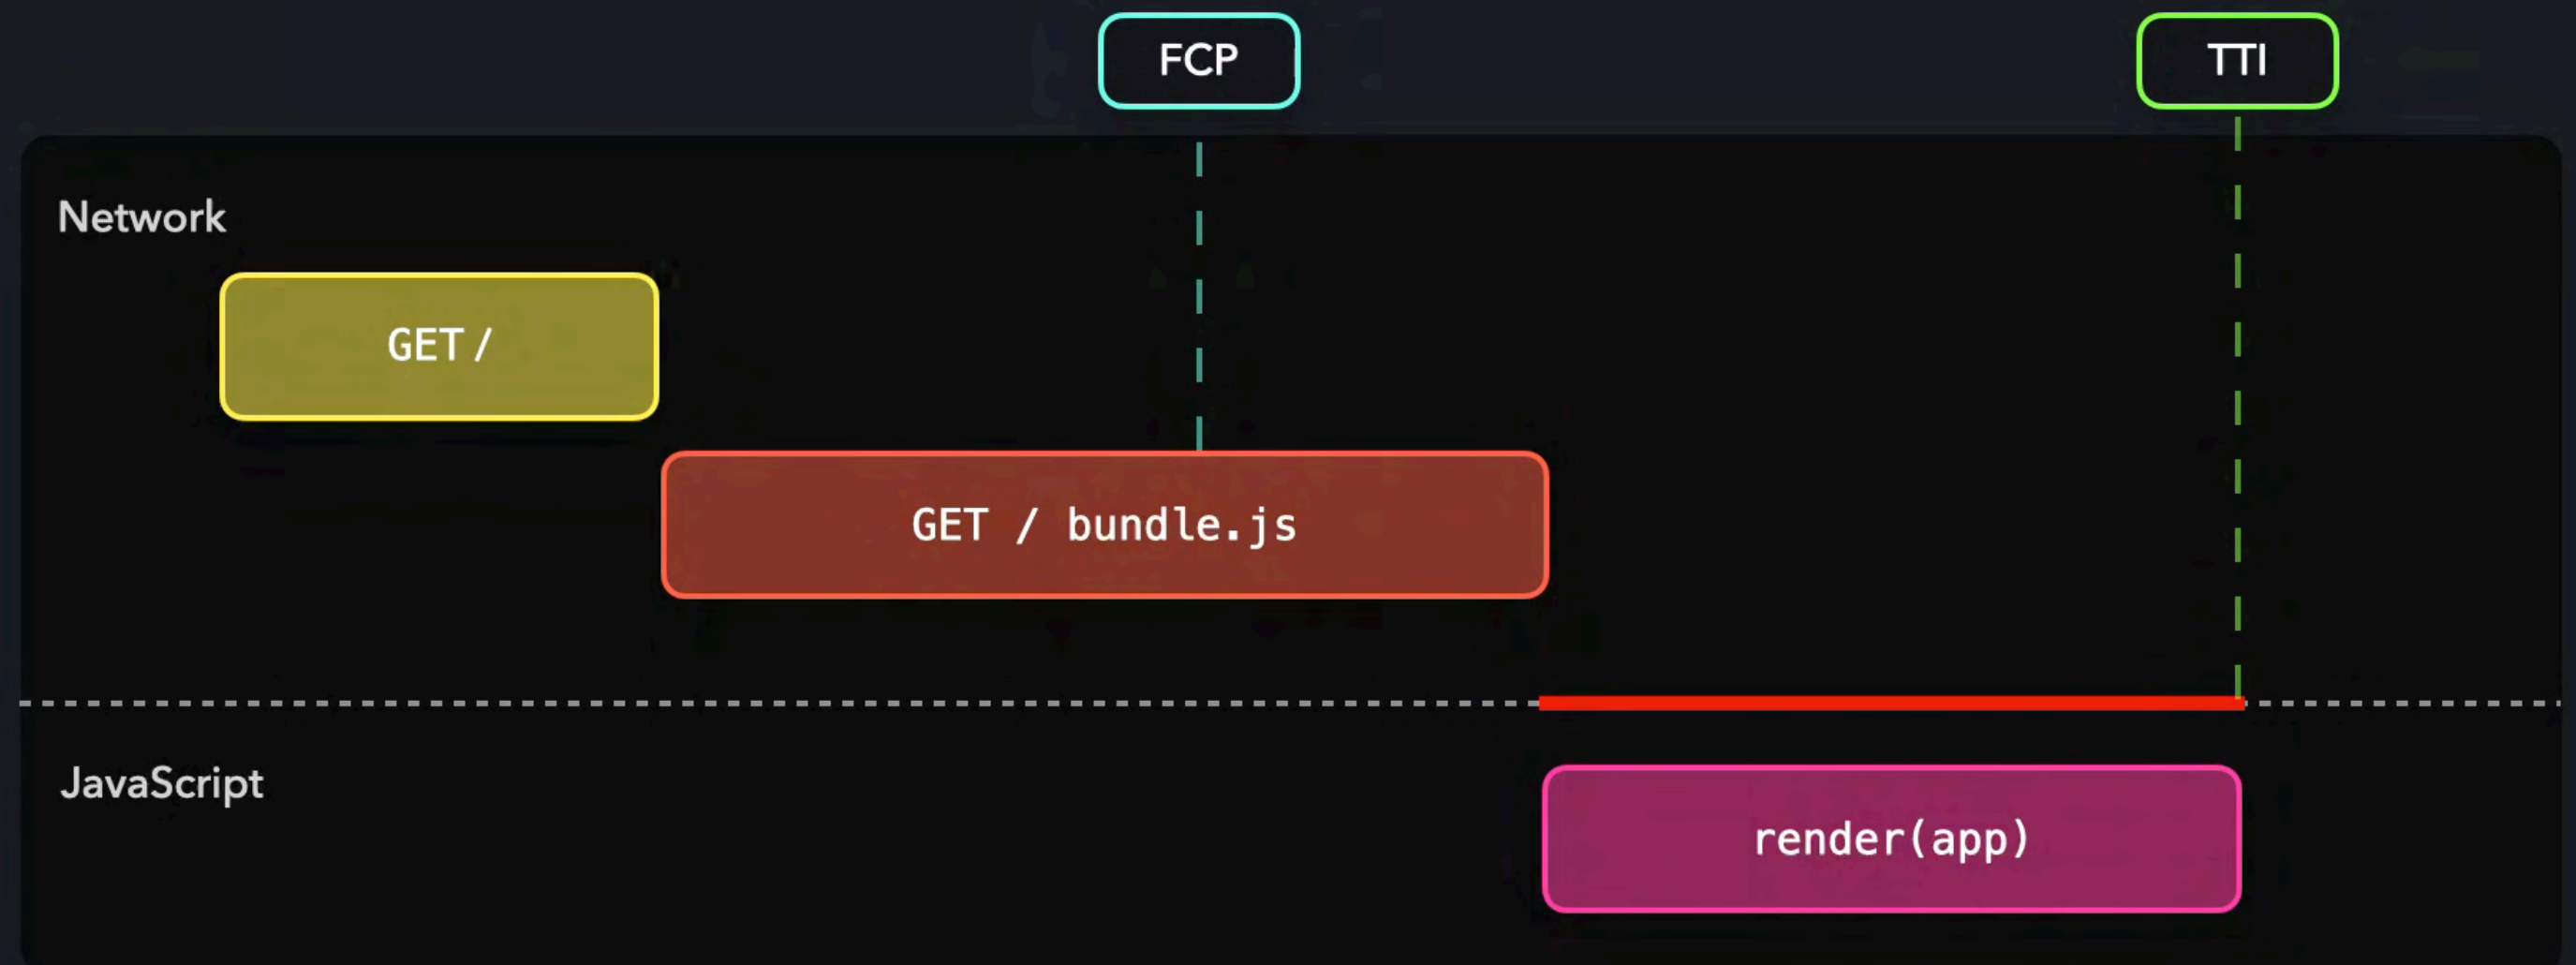 FCP
TTI
Network
GET /
GET / bundle.js
JavaScript
render(app)